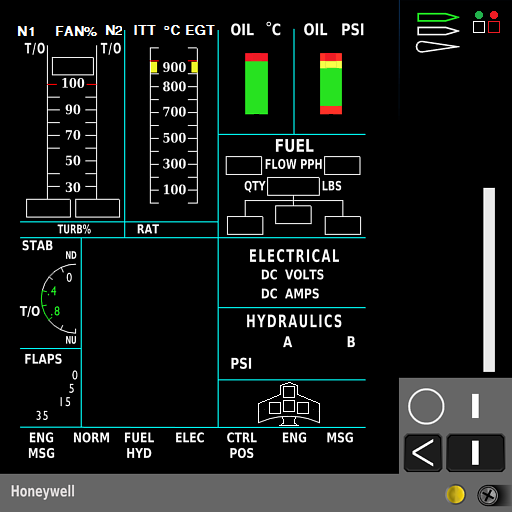 N1 FAN% N2 ITT °C EGT OIL °C OIL PSI
T/O T/O
900
100 800
90 700
70 500
50 300
30 100
FUEL
FLOW PPH
QTY LBS
TURB% RAT
STAB
ND
0
.4
T/O .8
NU
ELECTRICAL
DC VOLTS
DC AMPS
HYDRAULICS
A B
PSI
FLAPS
0
5
15
35
ENG MSG
NORM
FUEL HYD
ELEC
CTRL POS
ENG
MSG
Honeywell